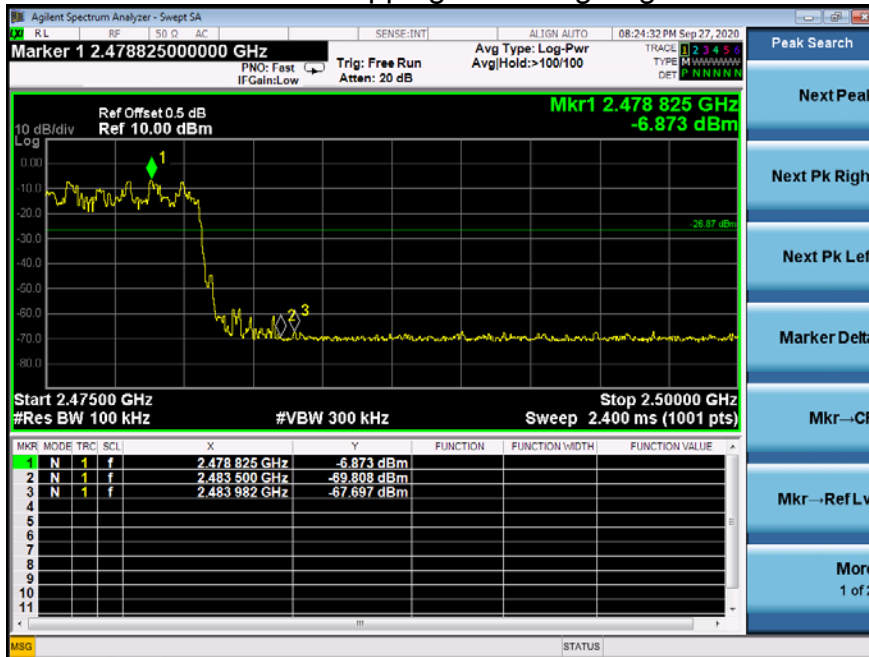 Agilent Spectrum Analyzer - Swept SA
RL RF 50 Ω AC SENSE:INT ALIGN AUTO 08:24:32 PM Sep 27, 2020
Marker 1 2.478825000000 GHz
PNO: Fast
IFGain:Low
Trig: Free Run
Atten: 20 dB
Avg Type: Log-Pwr
Avg|Hold:>100/100
TRACE 1 2 3 4 5 6
TYPE M
DET P N N N N N
Ref Offset 0.5 dB
10 dB/div Ref 10.00 dBm
Log
Mkr1 2.478 825 GHz
-6.873 dBm
1
0.00
-10.0
-20.0
-26.87 dBm
-30.0
-40.0
-50.0
-60.0
2 3
-70.0
-80.0
Start 2.47500 GHz Stop 2.50000 GHz
#Res BW 100 kHz #VBW 300 kHz Sweep 2.400 ms (1001 pts)
MKR MODE TRC SCL X Y FUNCTION FUNCTION WIDTH FUNCTION VALUE
1 N 1 f 2.478 825 GHz -6.873 dBm
2 N 1 f 2.483 500 GHz -69.808 dBm
3 N 1 f 2.483 982 GHz -67.697 dBm
4
5
6
7
8
9
10
11
MSG STATUS
Peak Search
Next Peak
Next Pk Righ
Next Pk Lef
Marker Delta
Mkr→CF
Mkr→Ref Lv
More
1 of 2